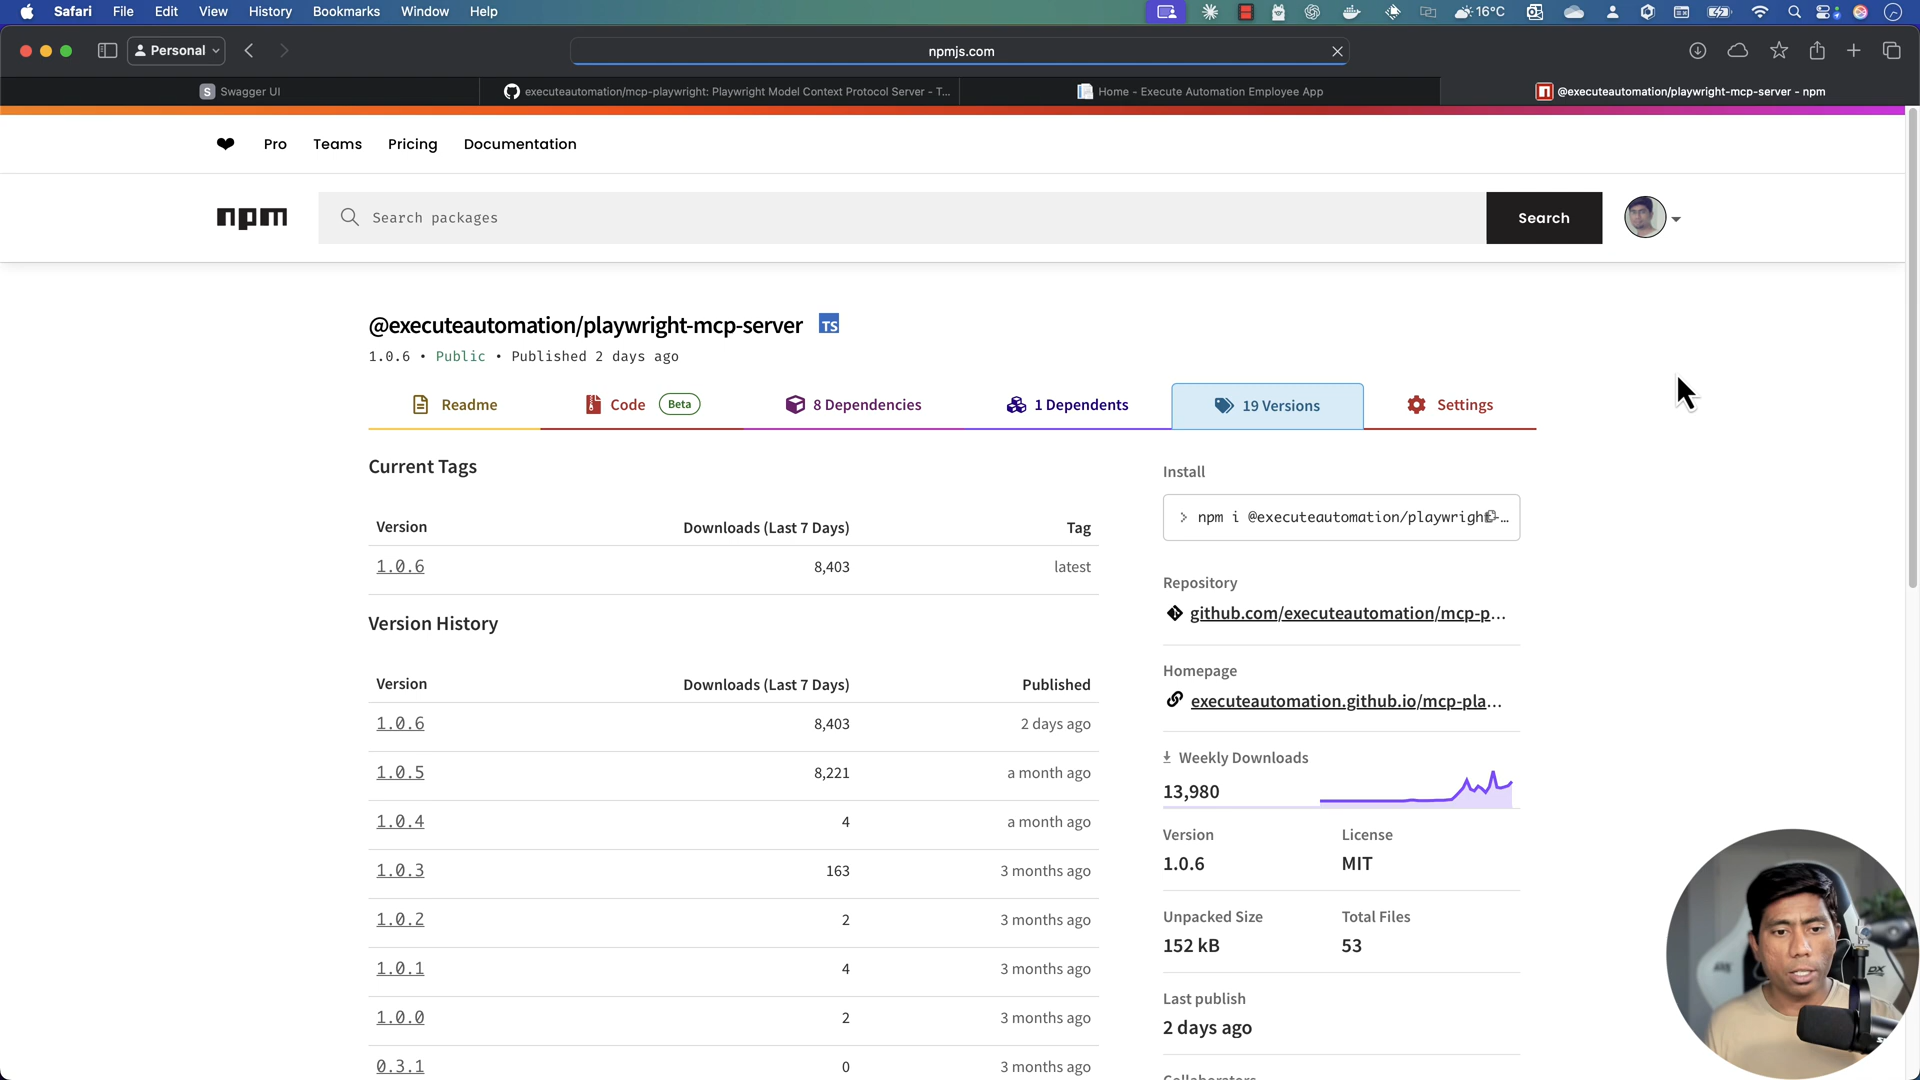 Safari File Edit View History Bookmarks Window Help 16°C
Personal npmjs.com
S Swagger UI executeautomation/mcp-playwright: Playwright Model Context Protocol Server - T... Home - Execute Automation Employee App @executeautomation/playwright-mcp-server - npm
❤ Pro Teams Pricing Documentation
npm Search packages Search
@executeautomation/playwright-mcp-server TS
1.0.6 • Public • Published 2 days ago
Readme Code Beta 8 Dependencies 1 Dependents 19 Versions Settings
Current Tags
Version Downloads (Last 7 Days) Tag
1.0.6 8,403 latest
Version History
Version Downloads (Last 7 Days) Published
1.0.6 8,403 2 days ago
1.0.5 8,221 a month ago
1.0.4 4 a month ago
1.0.3 163 3 months ago
1.0.2 2 3 months ago
1.0.1 4 3 months ago
1.0.0 2 3 months ago
0.3.1 0 3 months ago
Install
> npm i @executeautomation/playwright-...
Repository
github.com/executeautomation/mcp-p...
Homepage
executeautomation.github.io/mcp-pla...
Weekly Downloads
13,980
Version License
1.0.6 MIT
Unpacked Size Total Files
152 kB 53
Last publish
2 days ago
Collaborators